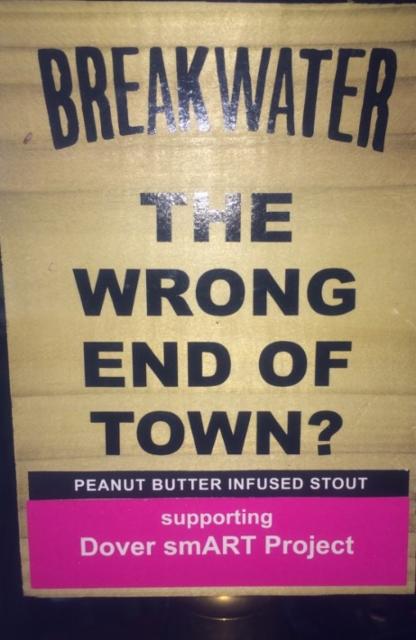 BREAKWATER
THE
WRONG
END OF
TOWN?
PEANUT BUTTER INFUSED STOUT
supporting
Dover smART Project